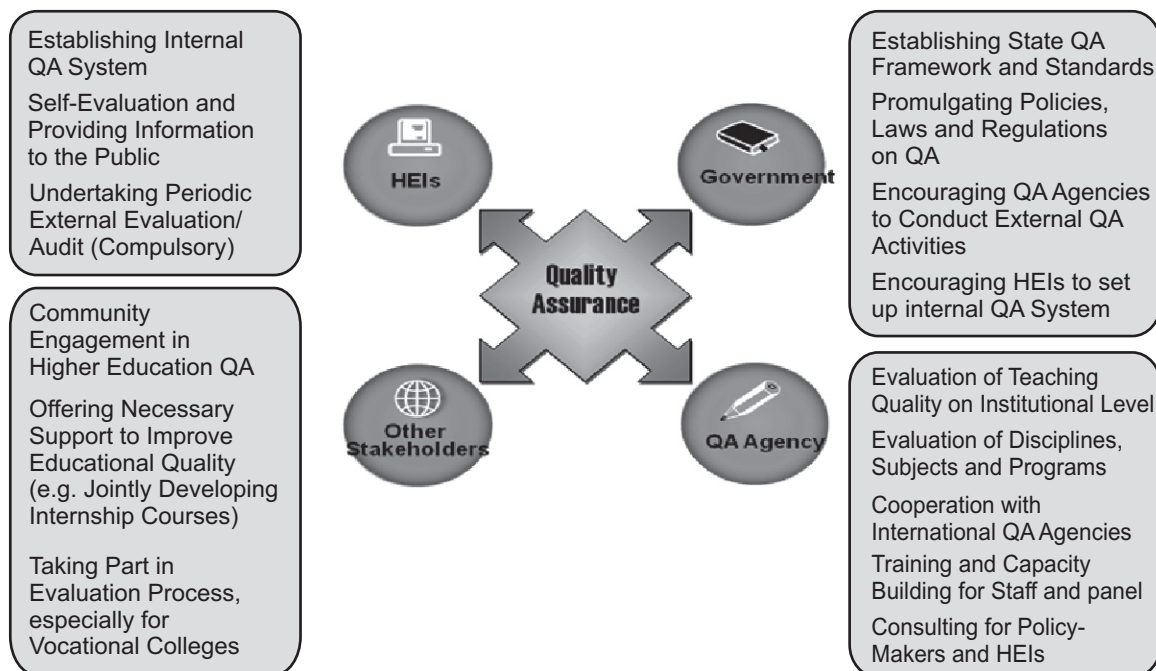 Establishing Internal
QA System
Self-Evaluation and
Providing Information
to the Public
Undertaking Periodic
External Evaluation/
Audit (Compulsory)
Community
Engagement in
Higher Education QA
Offering Necessary
Support to Improve
Educational Quality
(e.g. Jointly Developing
Internship Courses)
Taking Part in
Evaluation Process,
especially for
Vocational Colleges
HEIs
Government
Quality
Assurance
Other
Stakeholders
QA Agency
Establishing State QA
Framework and Standards
Promulgating Policies,
Laws and Regulations
on QA
Encouraging QA Agencies
to Conduct External QA
Activities
Encouraging HEIs to set
up internal QA System
Evaluation of Teaching
Quality on Institutional Level
Evaluation of Disciplines,
Subjects and Programs
Cooperation with
International QA Agencies
Training and Capacity
Building for Staff and panel
Consulting for Policy-
Makers and HEIs